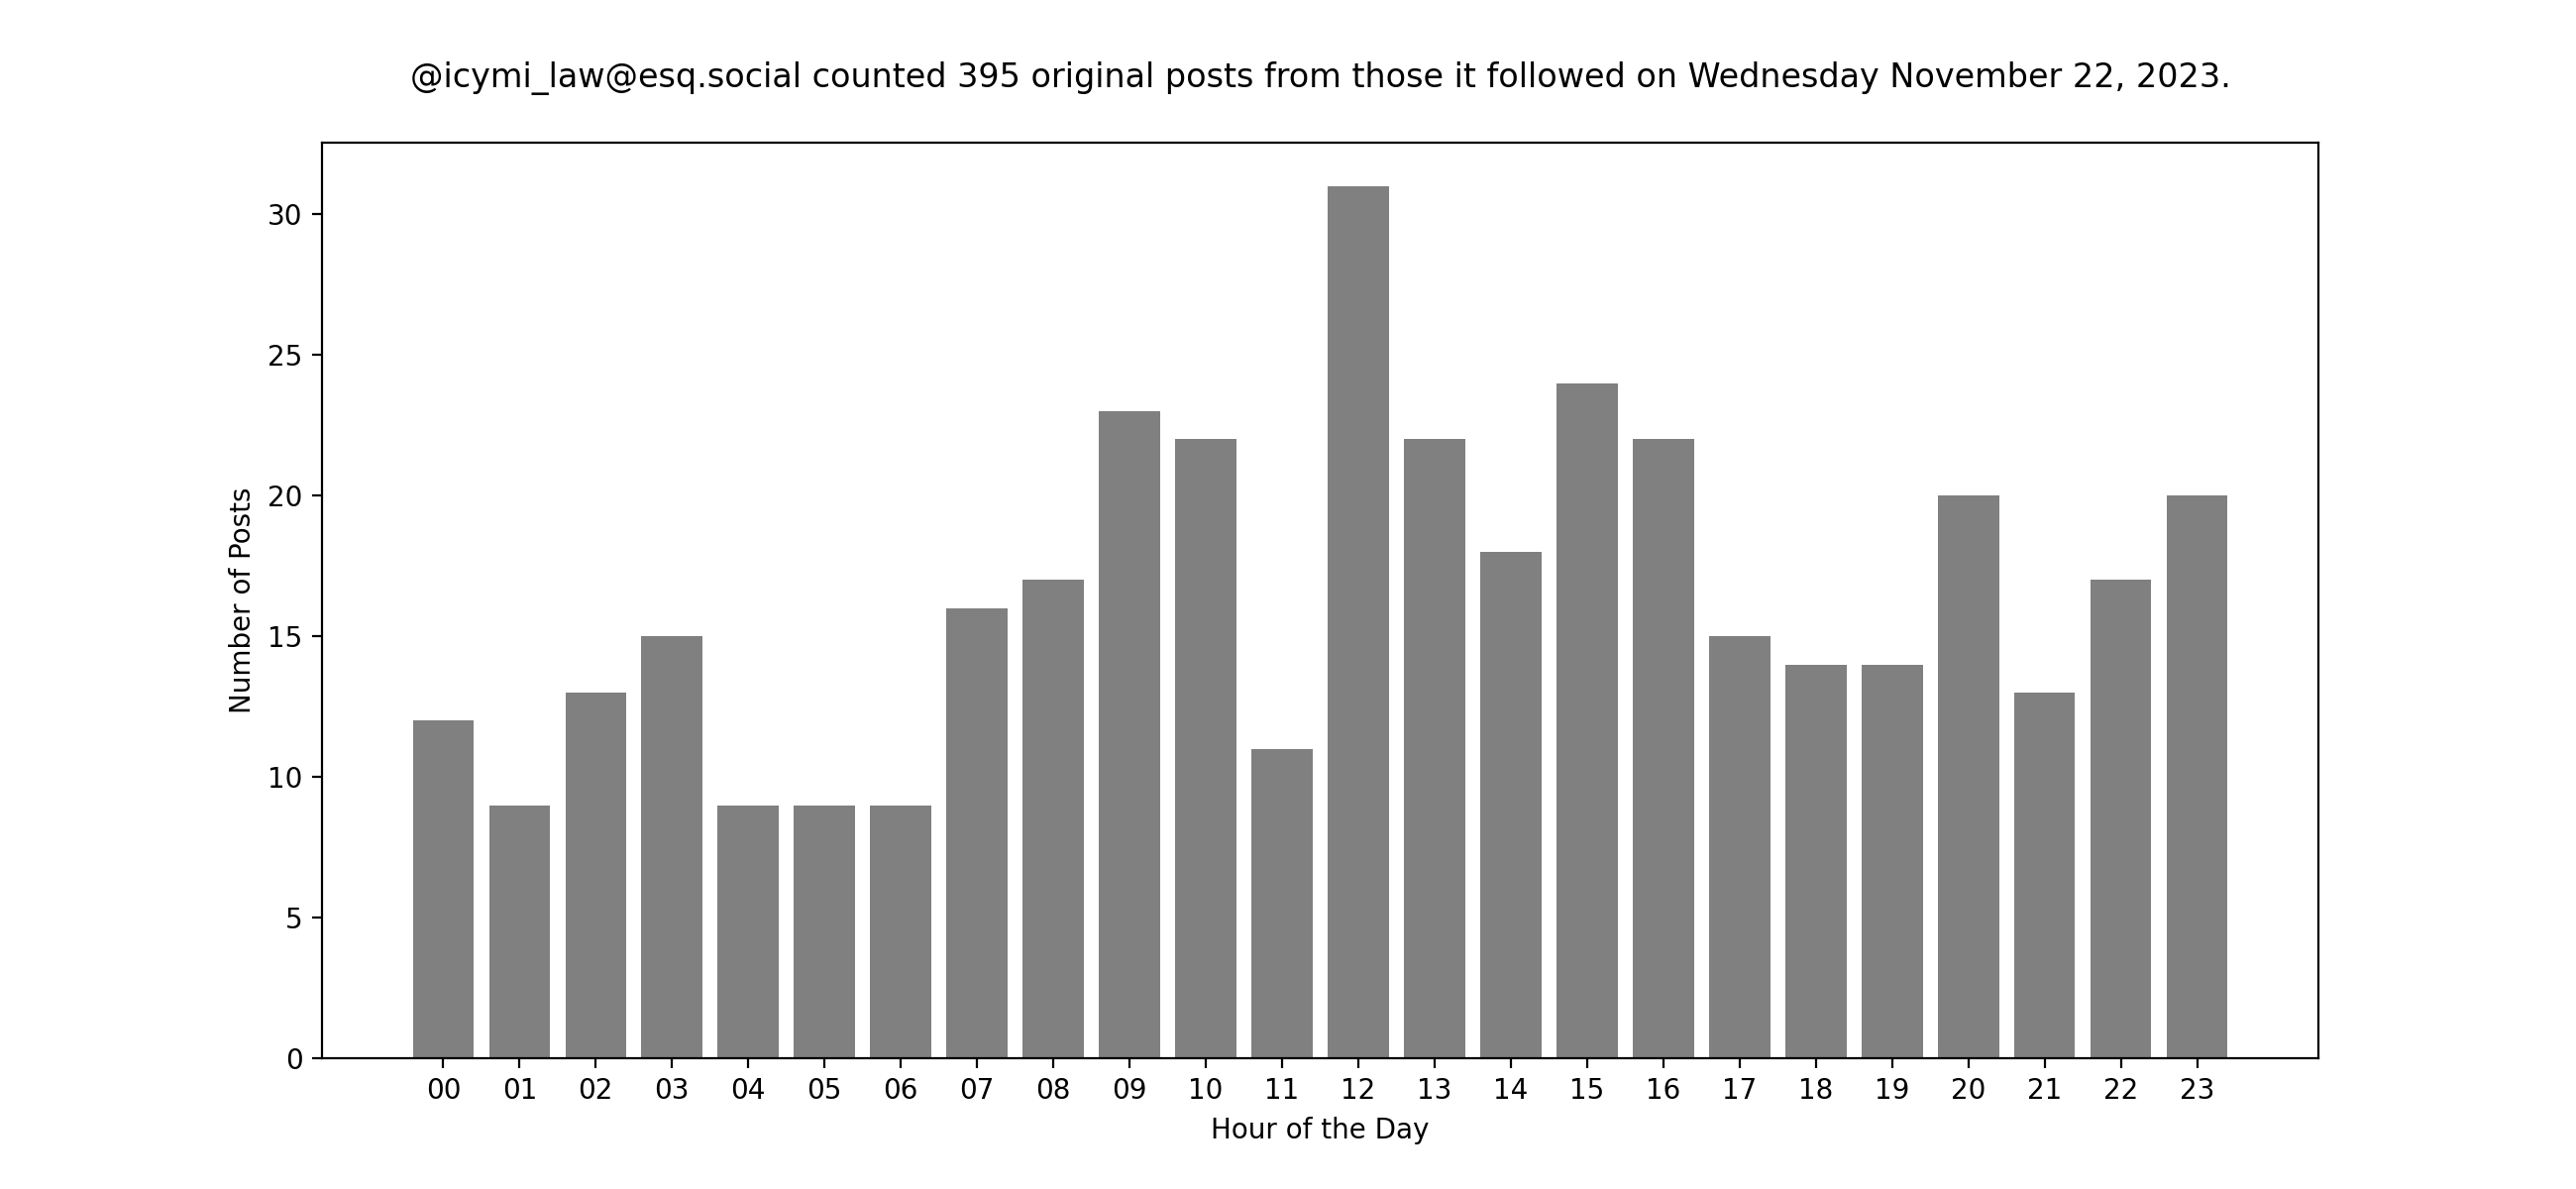 @icymi_law@esq.social counted 395 original posts from those it followed on Wednesday November 22, 2023.
30
25
20
15
10
5
0
Number of Posts
00 01 02 03 04 05 06 07 08 09 10 11 12 13 14 15 16 17 18 19 20 21 22 23
Hour of the Day